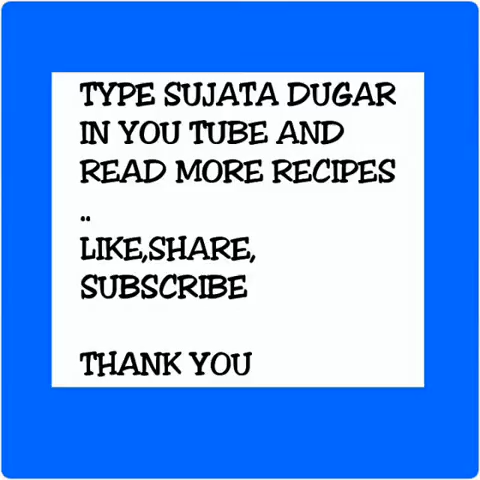 TYPE SUJATA DUGAR
IN YOU TUBE AND
READ MORE RECIPES
..
LIKE,SHARE,
SUBSCRIBE
THANK YOU